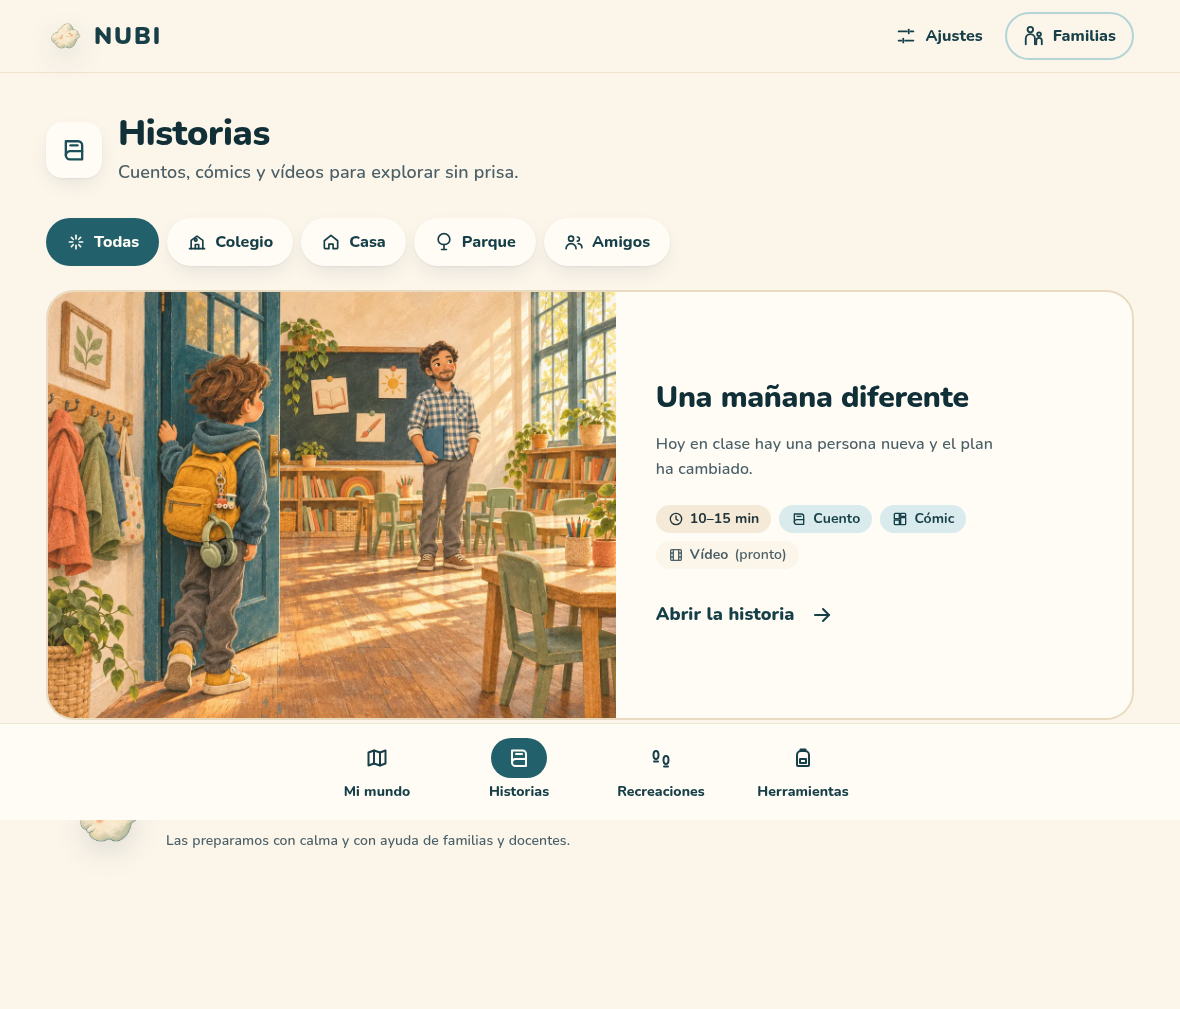 NUBI
Ajustes
Familias
Historias
Cuentos, cómics y vídeos para explorar sin prisa.
Todas
Colegio
Casa
Parque
Amigos
Una mañana diferente
Hoy en clase hay una persona nueva y el plan
ha cambiado.
10–15 min
Cuento
Cómic
Vídeo (pronto)
Abrir la historia
Mi mundo
Historias
Recreaciones
Herramientas
Las preparamos con calma y con ayuda de familias y docentes.